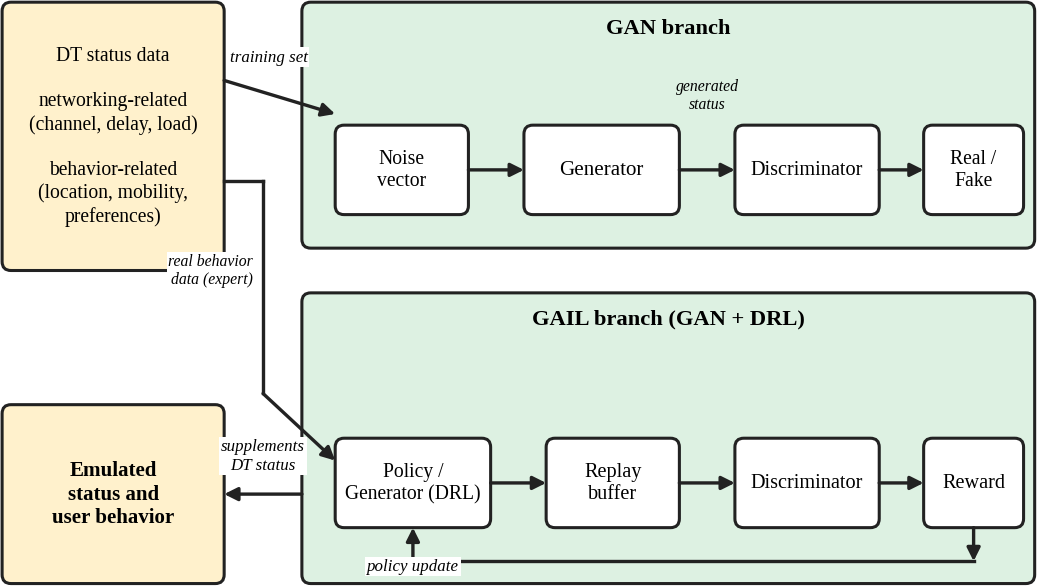 DT status data
networking-related
(channel, delay, load)
behavior-related
(location, mobility,
preferences)
training set
GAN branch
generated
status
Noise
vector
Generator
Discriminator
Real /
Fake
real behavior
data (expert)
GAIL branch (GAN + DRL)
Policy /
Generator (DRL)
Replay
buffer
Discriminator
Reward
policy update
supplements
DT status
Emulated
status and
user behavior